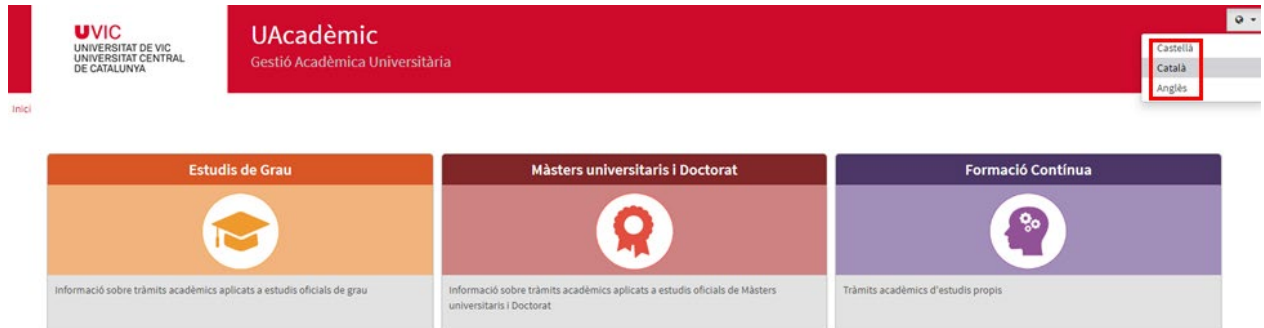 UVIC
UNIVERSITAT DE VIC
UNIVERSITAT CENTRAL
DE CATALUNYA
UAcadèmic
Gestió Acadèmica Universitària
Castellà
Català
Anglès
Inici
Estudis de Grau
Informació sobre tràmits acadèmics aplicats a estudis oficials de grau
Màsters universitaris i Doctorat
Informació sobre tràmits acadèmics aplicats a estudis oficials de Màsters
universitaris i Doctorat
Formació Contínua
Tràmits acadèmics d'estudis propis